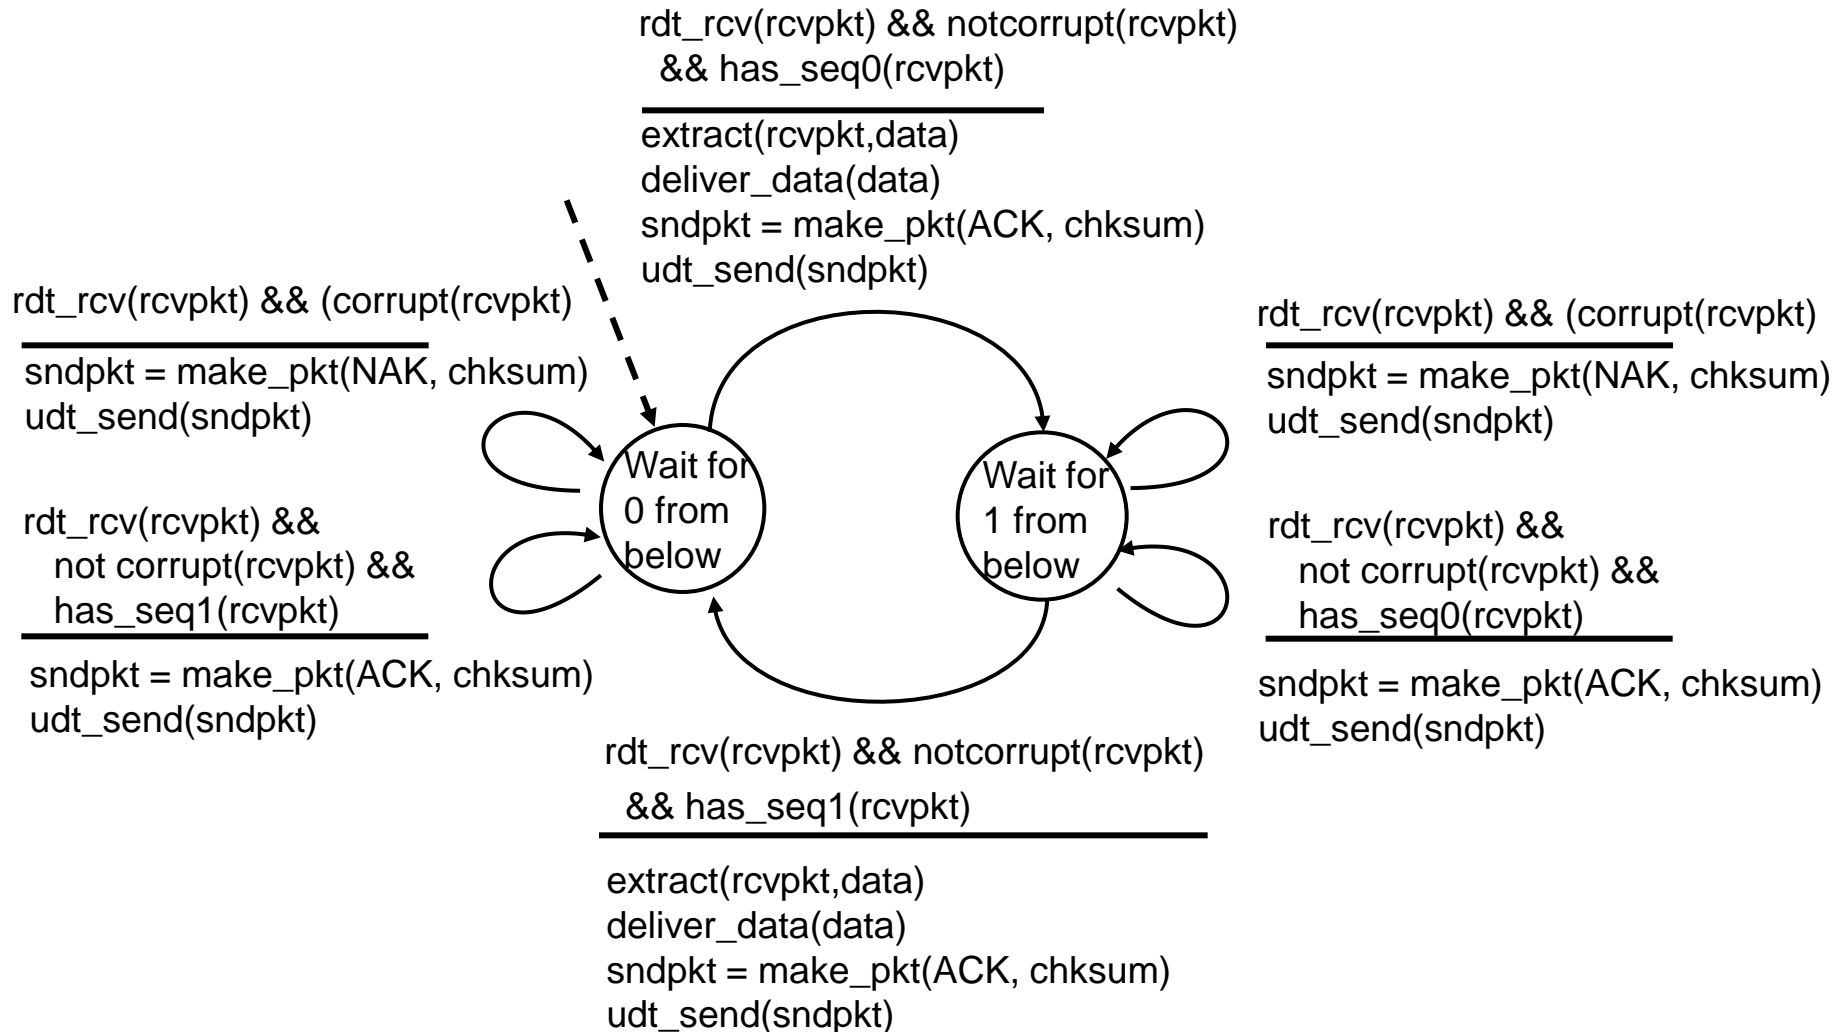 rdt_rcv(rcvpkt) && notcorrupt(rcvpkt)
&& has_seq0(rcvpkt)
extract(rcvpkt,data)
deliver_data(data)
sndpkt = make_pkt(ACK, chksum)
udt_send(sndpkt)
rdt_rcv(rcvpkt) && (corrupt(rcvpkt)
sndpkt = make_pkt(NAK, chksum)
udt_send(sndpkt)
rdt_rcv(rcvpkt) &&
not corrupt(rcvpkt) &&
has_seq1(rcvpkt)
sndpkt = make_pkt(ACK, chksum)
udt_send(sndpkt)
Wait for
0 from
below
Wait for
1 from
below
rdt_rcv(rcvpkt) && (corrupt(rcvpkt)
sndpkt = make_pkt(NAK, chksum)
udt_send(sndpkt)
rdt_rcv(rcvpkt) &&
not corrupt(rcvpkt) &&
has_seq0(rcvpkt)
sndpkt = make_pkt(ACK, chksum)
udt_send(sndpkt)
rdt_rcv(rcvpkt) && notcorrupt(rcvpkt)
&& has_seq1(rcvpkt)
extract(rcvpkt,data)
deliver_data(data)
sndpkt = make_pkt(ACK, chksum)
udt_send(sndpkt)